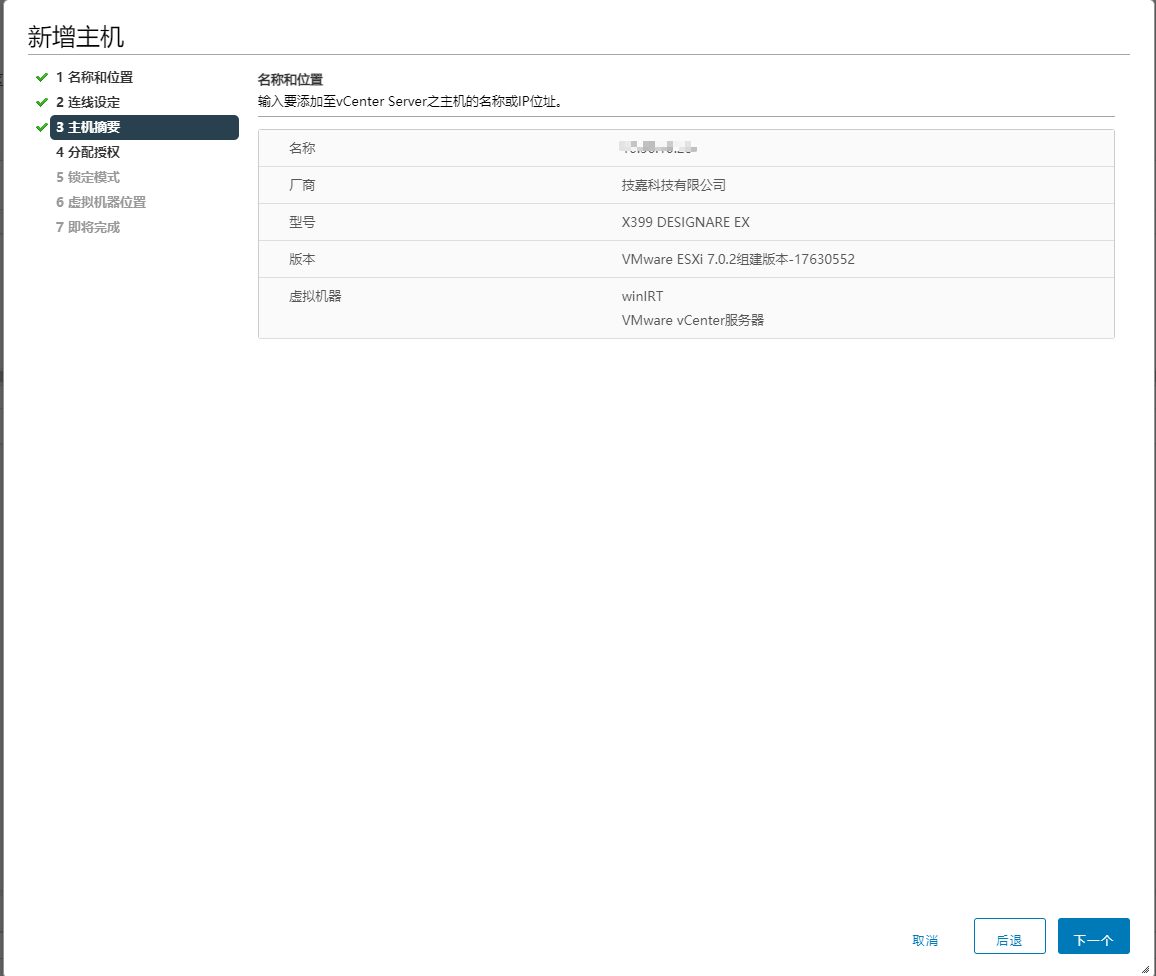 新增主机
1 名称和位置
2 连线设定
3 主机摘要
4 分配授权
5 锁定模式
6 虚拟机器位置
7 即将完成
名称和位置
输入要添加至vCenter Server之主机的名称或IP位址。
名称
厂商 技嘉科技有限公司
型号 X399 DESIGNARE EX
版本 VMware ESXi 7.0.2组建版本-17630552
虚拟机器 winIRT
VMware vCenter服务器
取消 后退 下一个